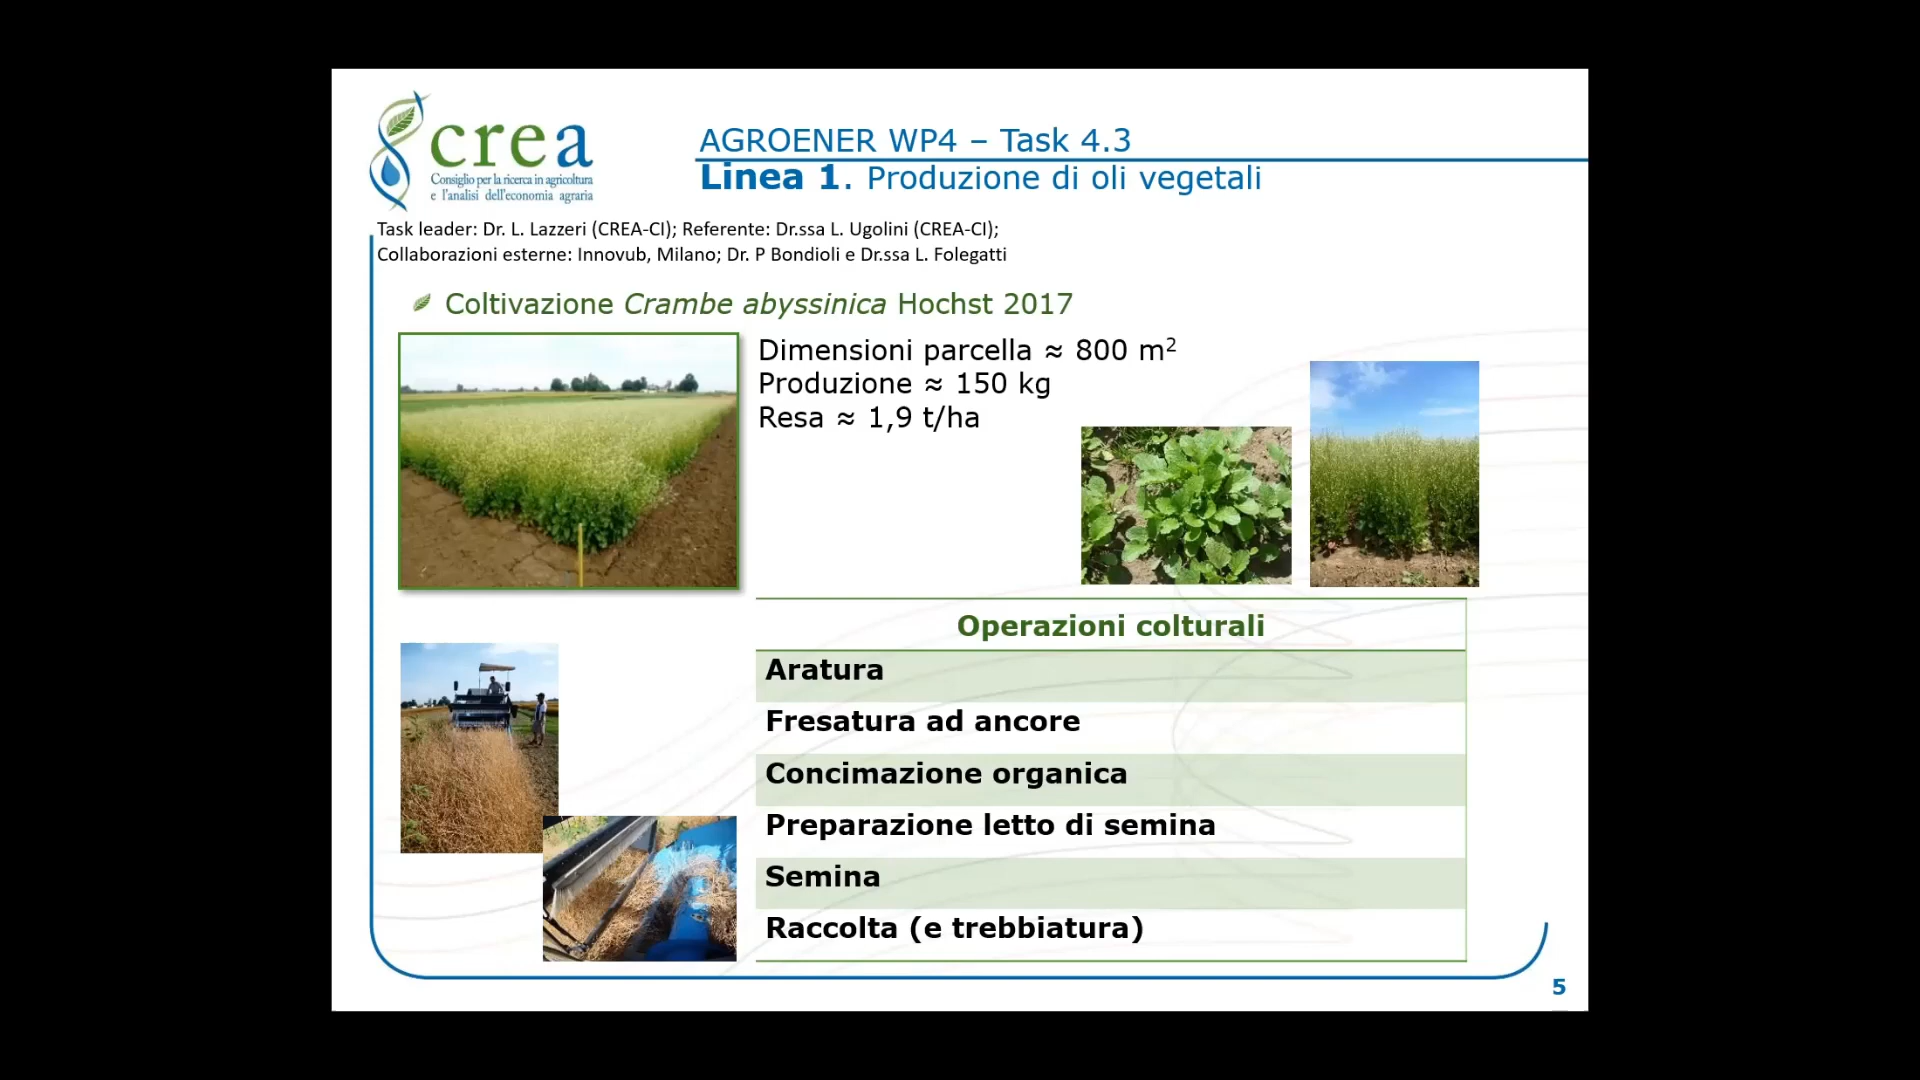 crea
Consiglio per la ricerca in agricoltura
e l'analisi dell'economia agraria
AGROENER WP4 – Task 4.3
Linea 1. Produzione di oli vegetali
Task leader: Dr. L. Lazzeri (CREA-CI); Referente: Dr.ssa L. Ugolini (CREA-CI);
Collaborazioni esterne: Innovub, Milano; Dr. P Bondioli e Dr.ssa L. Folegatti
Coltivazione Crambe abyssinica Hochst 2017
Dimensioni parcella ≈ 800 m²
Produzione ≈ 150 kg
Resa ≈ 1,9 t/ha
Operazioni colturali
Aratura
Fresatura ad ancore
Concimazione organica
Preparazione letto di semina
Semina
Raccolta (e trebbiatura)
5